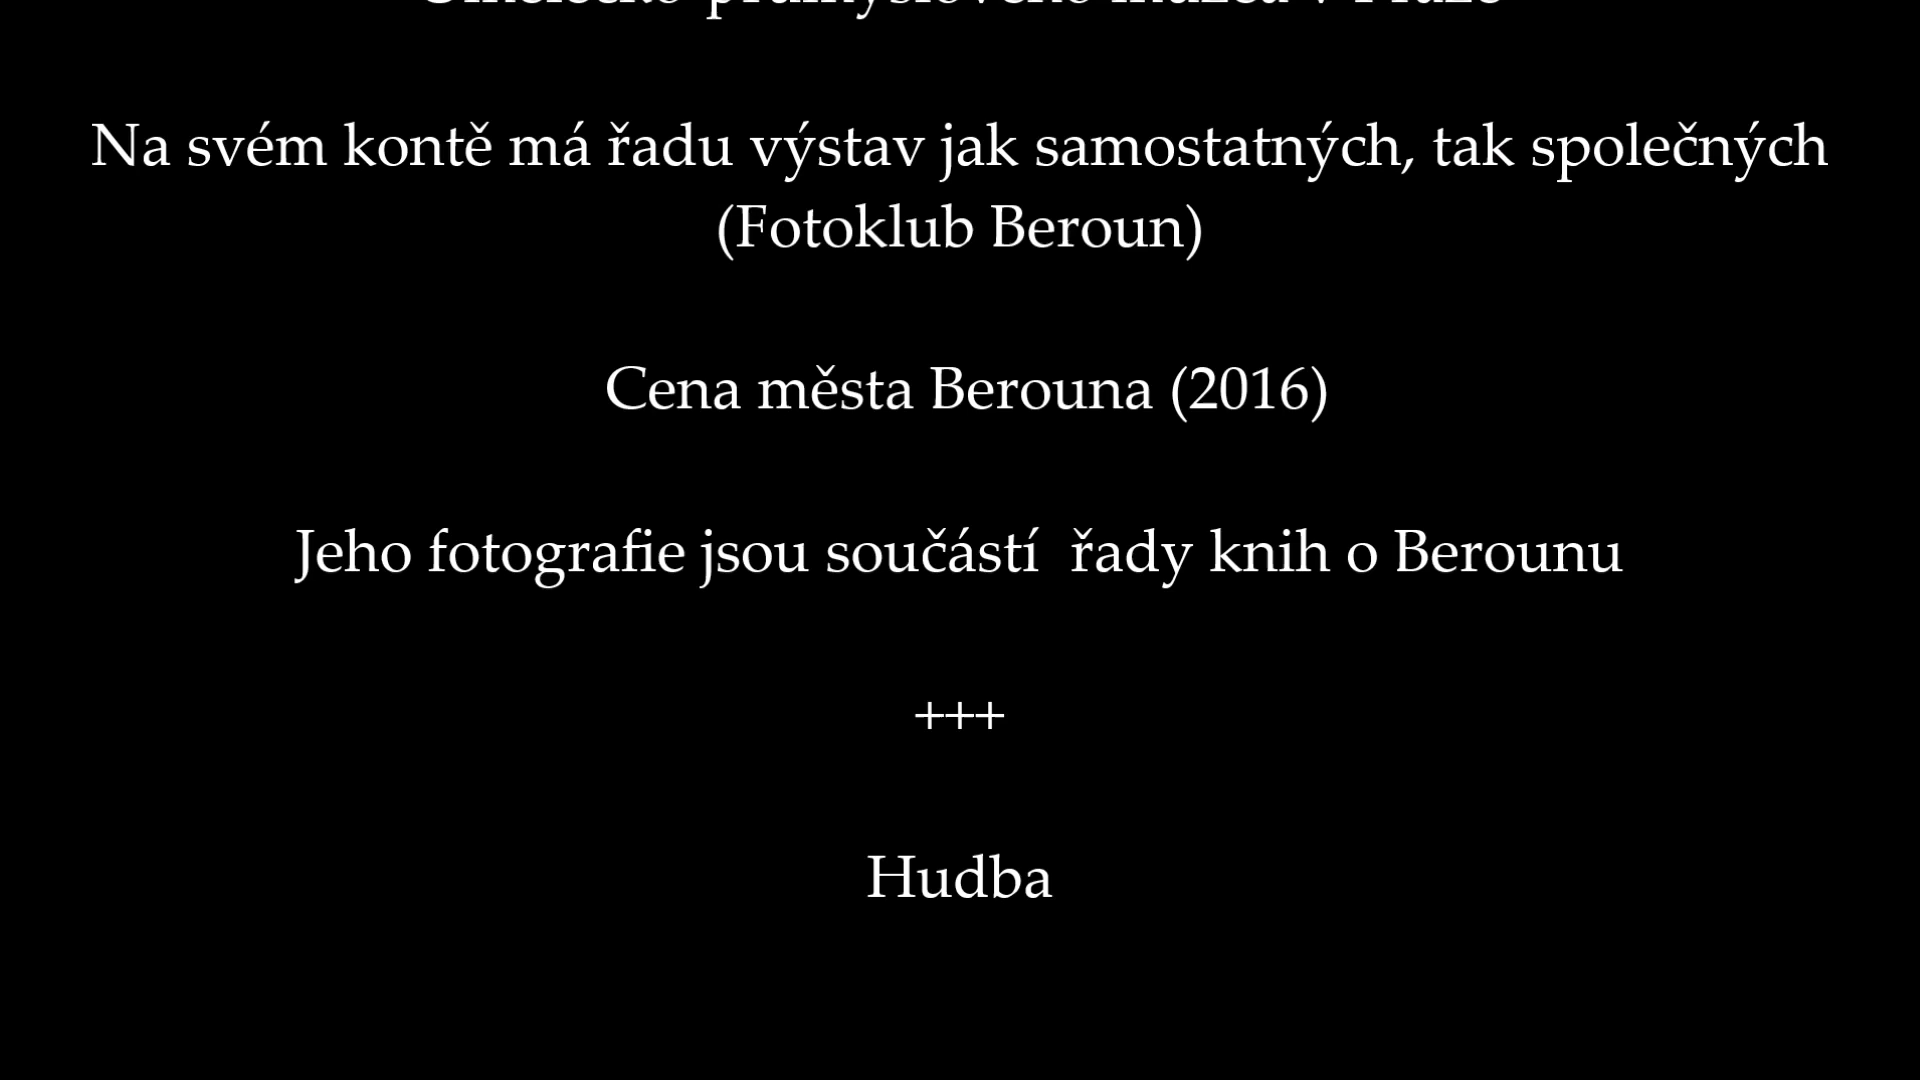 Na svém kontě má řadu výstav jak samostatných, tak společných
(Fotoklub Beroun)
Cena města Berouna (2016)
Jeho fotografie jsou součástí  řady knih o Berounu
+++
Hudba